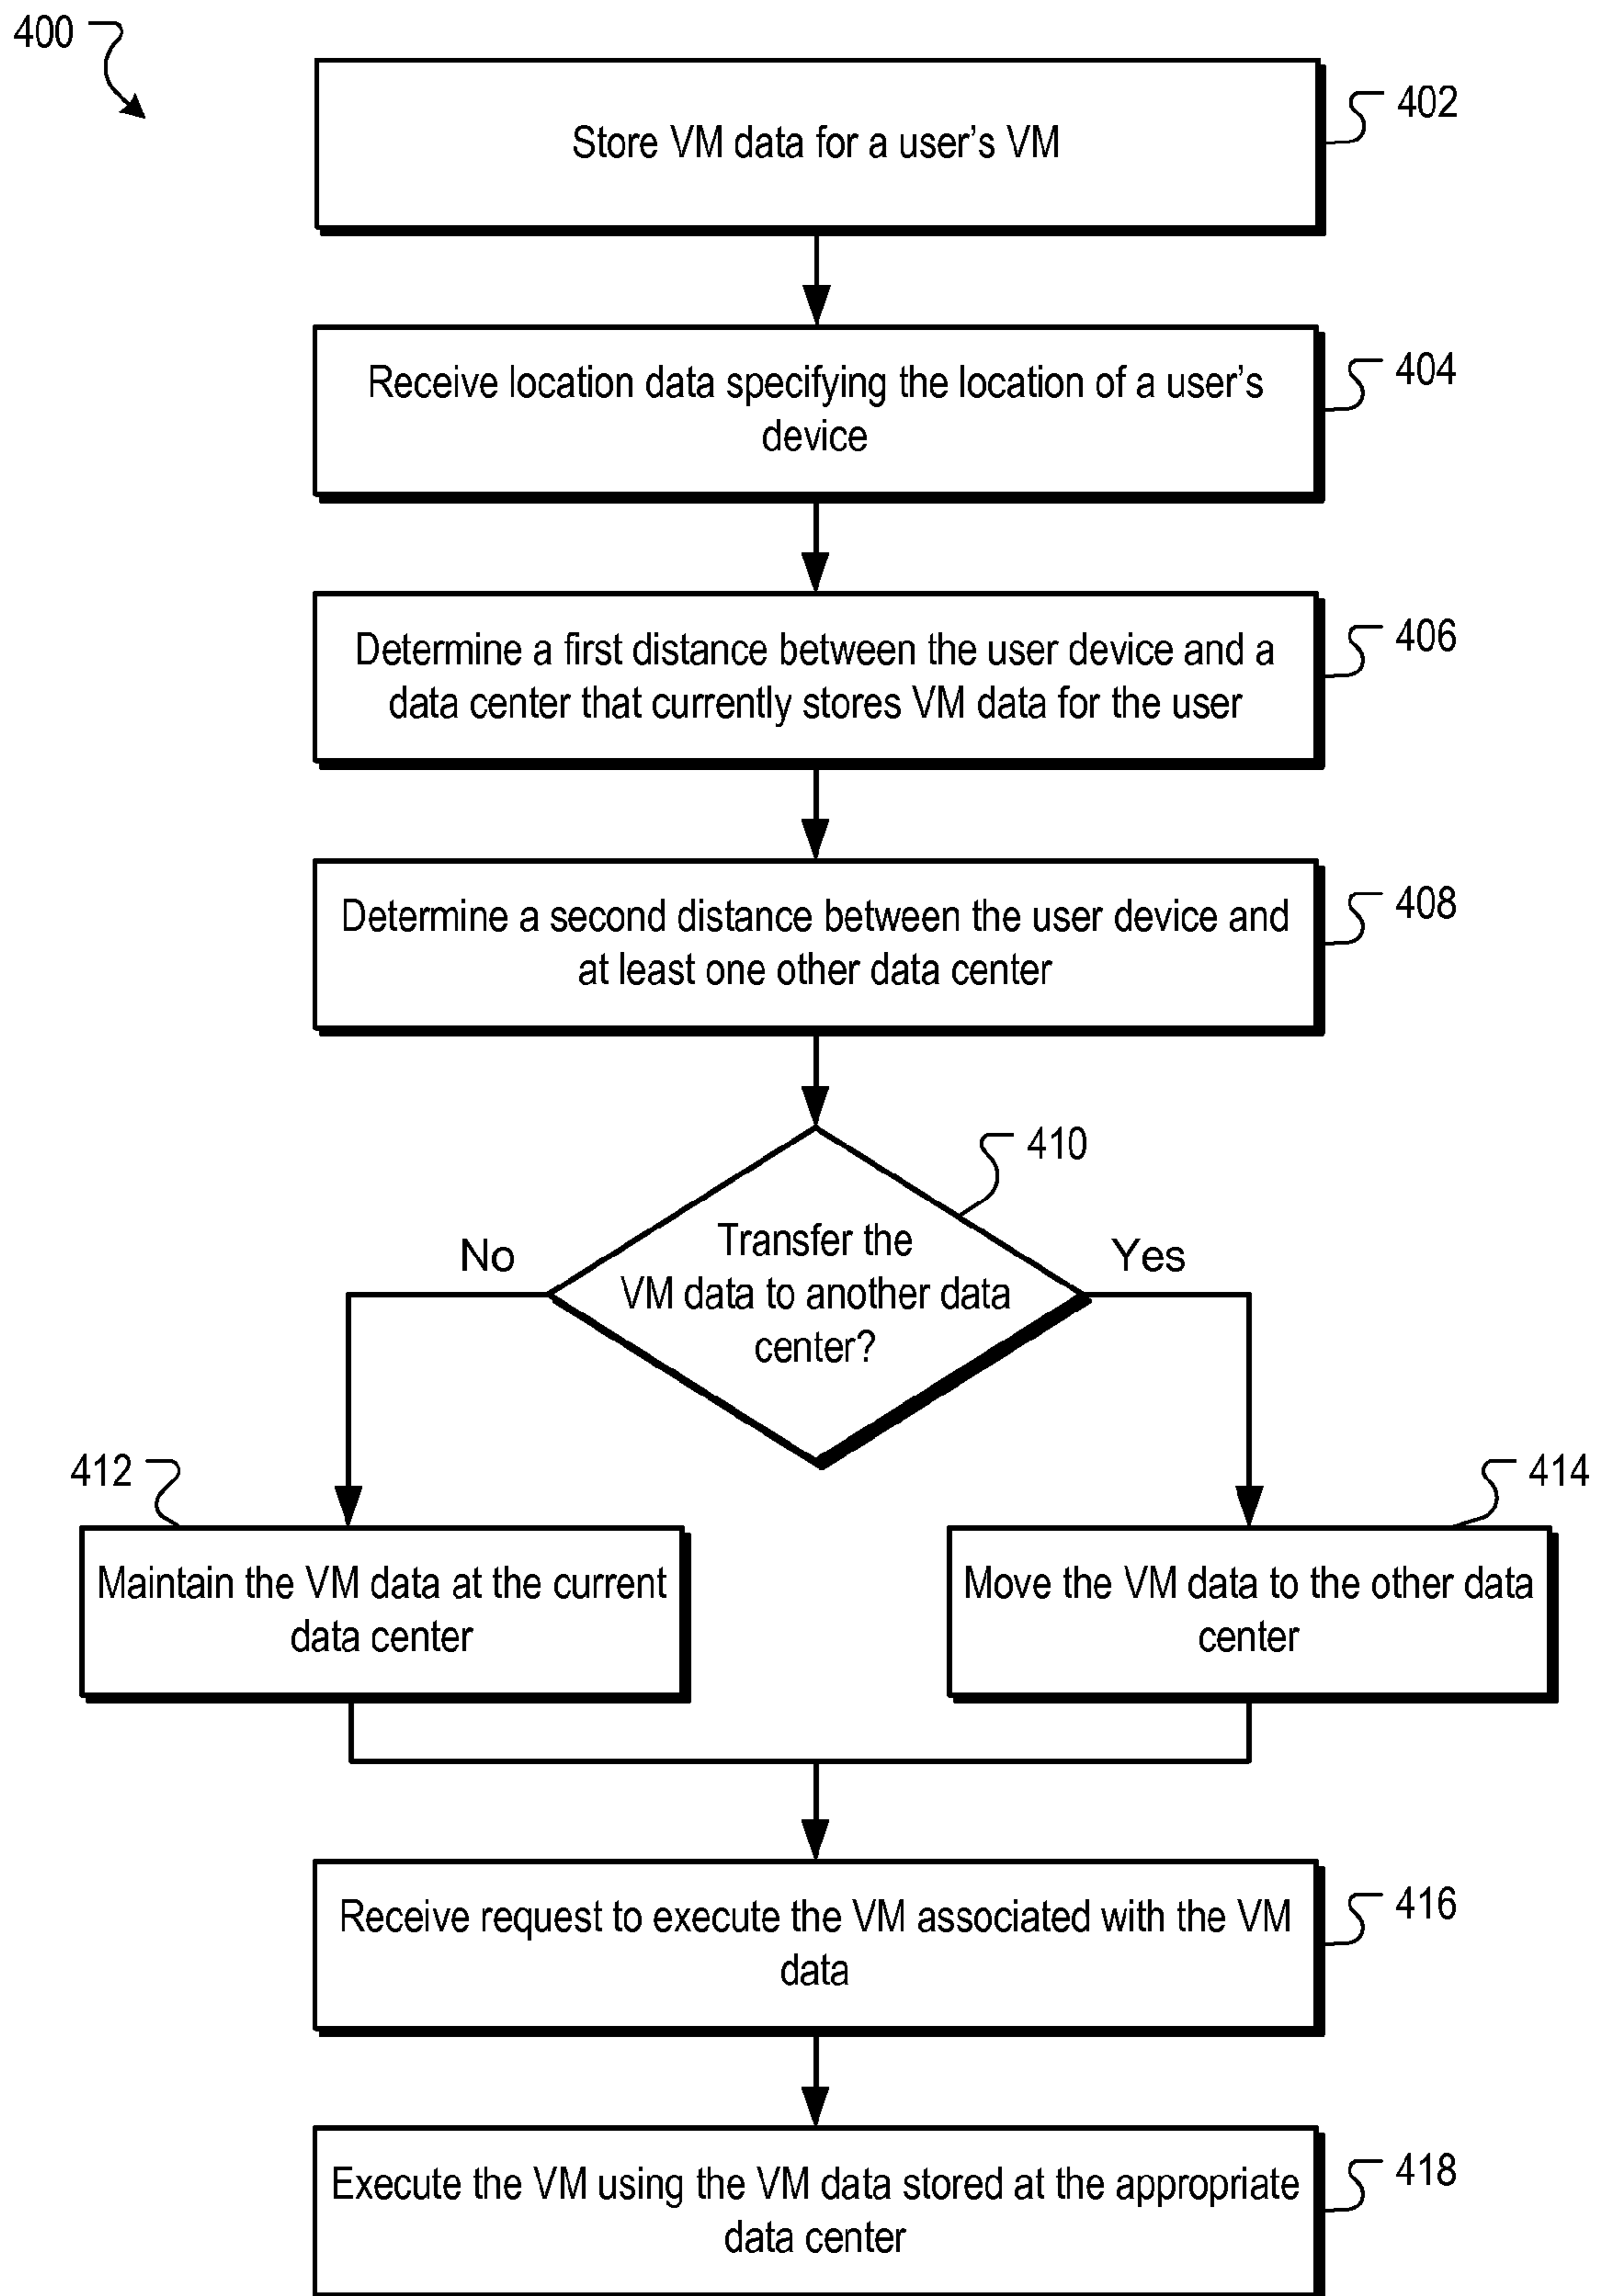 400
Store VM data for a user's VM
402
Receive location data specifying the location of a user's
device
404
Determine a first distance between the user device and a
data center that currently stores VM data for the user
406
Determine a second distance between the user device and
at least one other data center
408
410
Transfer the
VM data to another data
center?
No
Yes
412
Maintain the VM data at the current
data center
414
Move the VM data to the other data
center
Receive request to execute the VM associated with the VM
data
416
Execute the VM using the VM data stored at the appropriate
data center
418